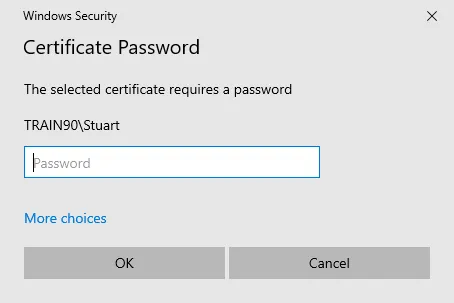 Windows Security
Certificate Password
The selected certificate requires a password
TRAIN90\Stuart
Password
More choices
OK Cancel